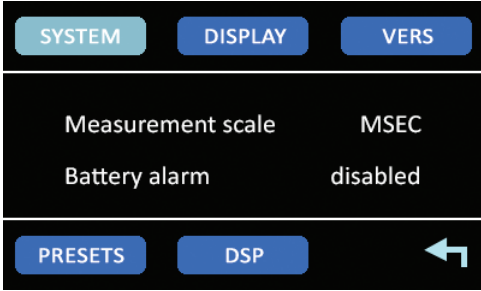 SYSTEM DISPLAY VERS
Measurement scale MSEC
Battery alarm disabled
PRESETS DSP